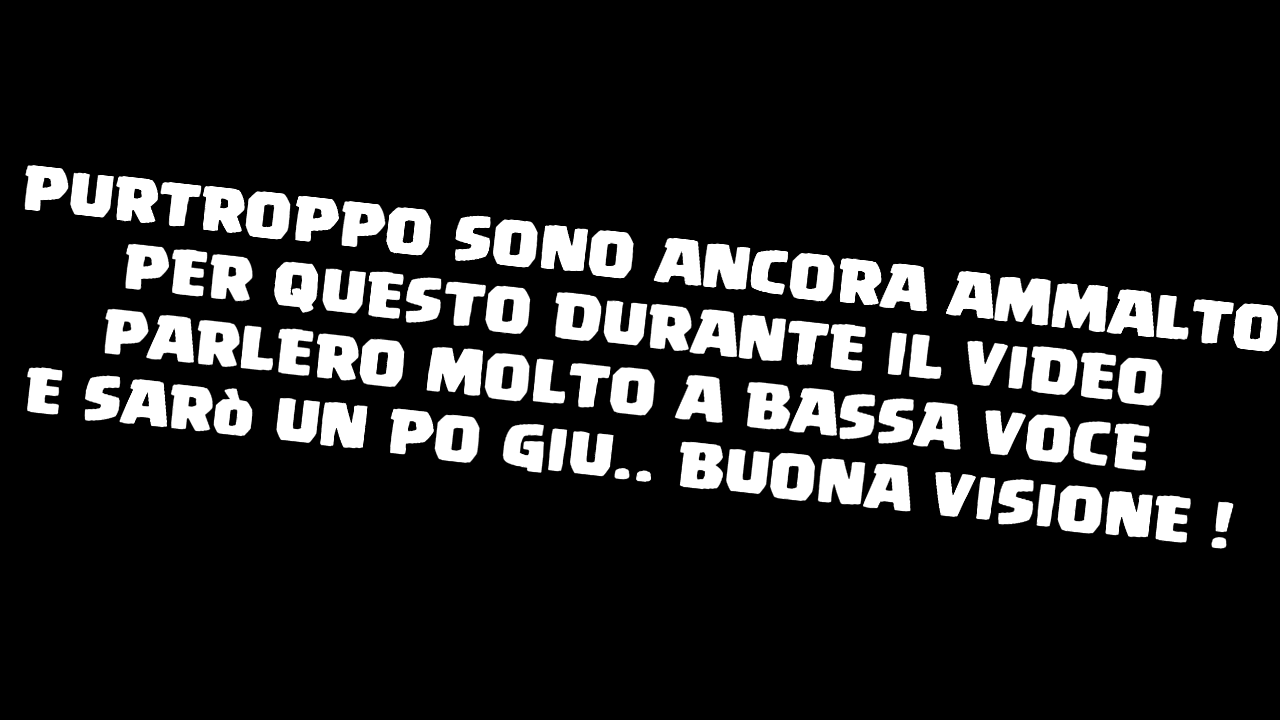 PURTROPPO SONO ANCORA AMMALTO
PER QUESTO DURANTE IL VIDEO
PARLERO MOLTO A BASSA VOCE
E SARò UN PO GIU.. BUONA VISIONE !